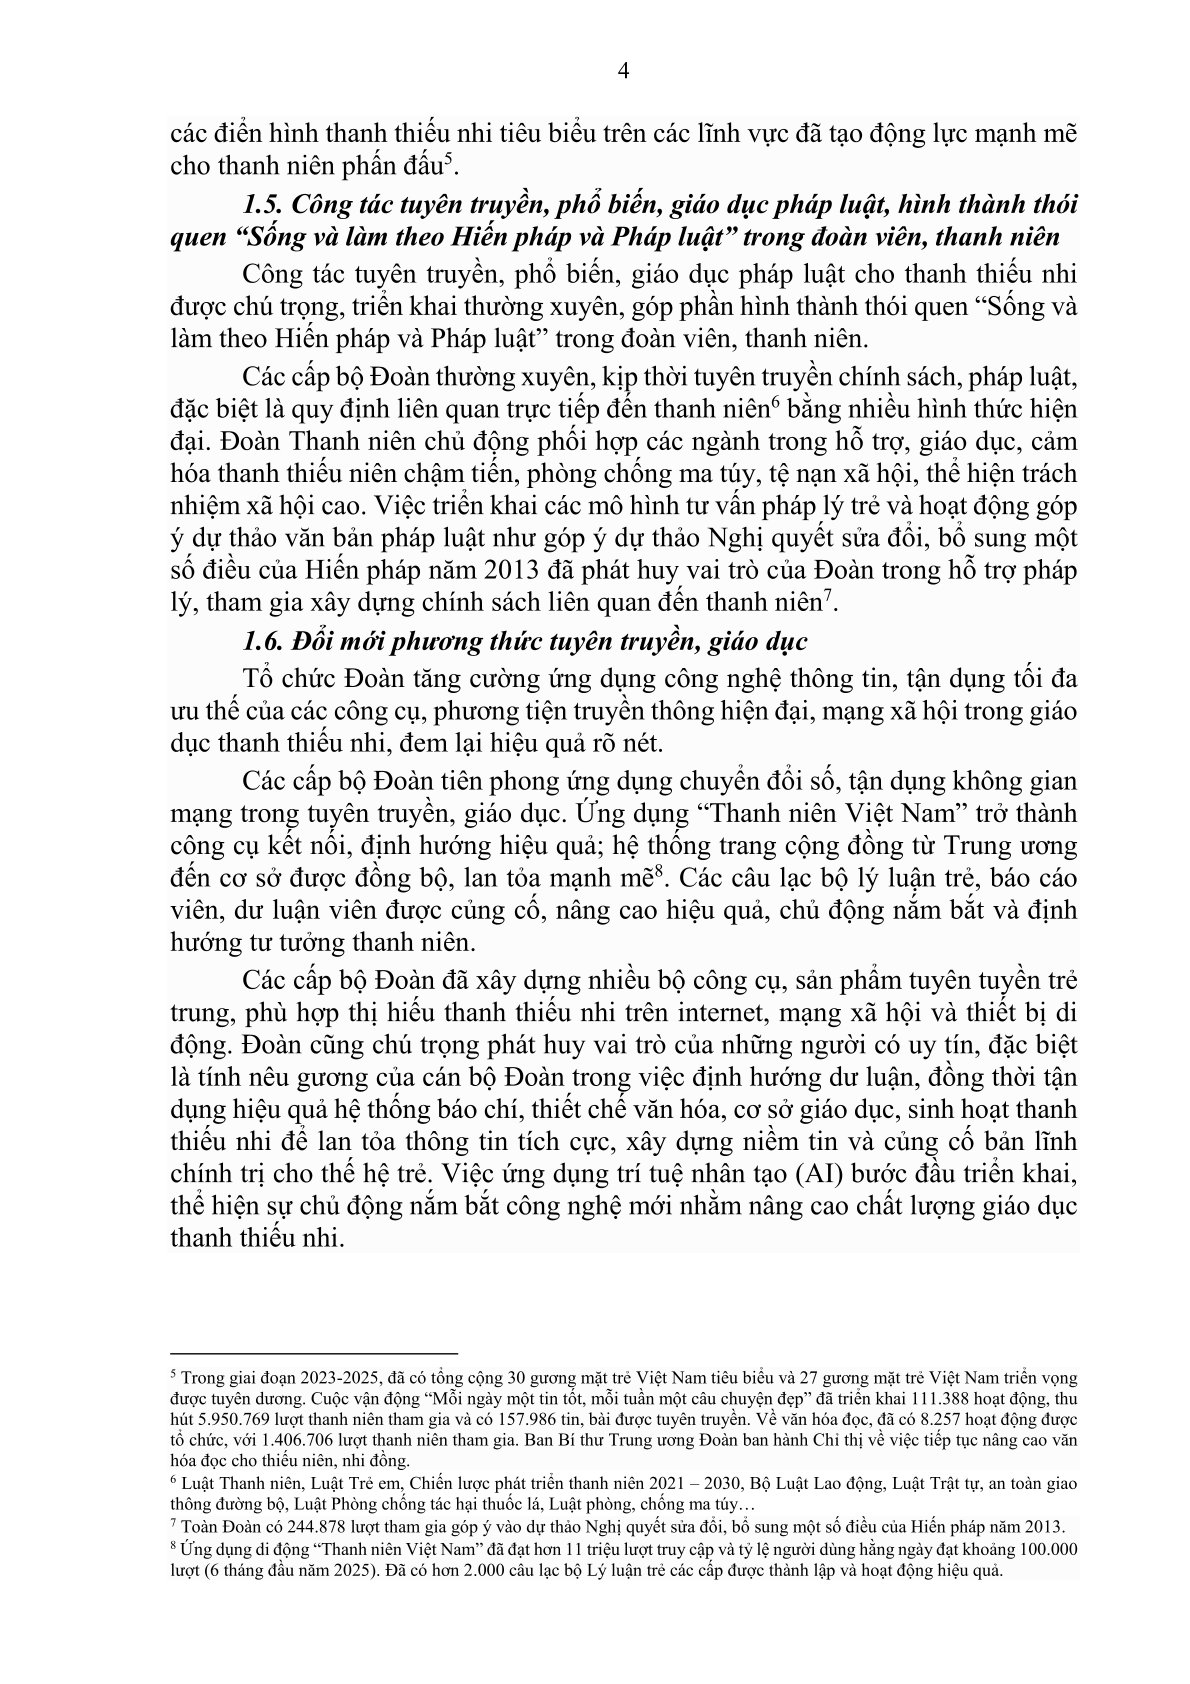 4
các điển hình thanh thiếu nhi tiêu biểu trên các lĩnh vực đã tạo động lực mạnh mẽ
cho thanh niên phấn đấu⁵.
1.5. Công tác tuyên truyền, phổ biến, giáo dục pháp luật, hình thành thói
quen “Sống và làm theo Hiến pháp và Pháp luật” trong đoàn viên, thanh niên
Công tác tuyên truyền, phổ biến, giáo dục pháp luật cho thanh thiếu nhi
được chú trọng, triển khai thường xuyên, góp phần hình thành thói quen “Sống và
làm theo Hiến pháp và Pháp luật” trong đoàn viên, thanh niên.
Các cấp bộ Đoàn thường xuyên, kịp thời tuyên truyền chính sách, pháp luật,
đặc biệt là quy định liên quan trực tiếp đến thanh niên⁶ bằng nhiều hình thức hiện
đại. Đoàn Thanh niên chủ động phối hợp các ngành trong hỗ trợ, giáo dục, cảm
hóa thanh thiếu niên chậm tiến, phòng chống ma túy, tệ nạn xã hội, thể hiện trách
nhiệm xã hội cao. Việc triển khai các mô hình tư vấn pháp lý trẻ và hoạt động góp
ý dự thảo văn bản pháp luật như góp ý dự thảo Nghị quyết sửa đổi, bổ sung một
số điều của Hiến pháp năm 2013 đã phát huy vai trò của Đoàn trong hỗ trợ pháp
lý, tham gia xây dựng chính sách liên quan đến thanh niên⁷.
1.6. Đổi mới phương thức tuyên truyền, giáo dục
Tổ chức Đoàn tăng cường ứng dụng công nghệ thông tin, tận dụng tối đa
ưu thế của các công cụ, phương tiện truyền thông hiện đại, mạng xã hội trong giáo
dục thanh thiếu nhi, đem lại hiệu quả rõ nét.
Các cấp bộ Đoàn tiên phong ứng dụng chuyển đổi số, tận dụng không gian
mạng trong tuyên truyền, giáo dục. Ứng dụng “Thanh niên Việt Nam” trở thành
công cụ kết nối, định hướng hiệu quả; hệ thống trang cộng đồng từ Trung ương
đến cơ sở được đồng bộ, lan tỏa mạnh mẽ⁸. Các câu lạc bộ lý luận trẻ, báo cáo
viên, dư luận viên được củng cố, nâng cao hiệu quả, chủ động nắm bắt và định
hướng tư tưởng thanh niên.
Các cấp bộ Đoàn đã xây dựng nhiều bộ công cụ, sản phẩm tuyên tuyền trẻ
trung, phù hợp thị hiếu thanh thiếu nhi trên internet, mạng xã hội và thiết bị di
động. Đoàn cũng chú trọng phát huy vai trò của những người có uy tín, đặc biệt
là tính nêu gương của cán bộ Đoàn trong việc định hướng dư luận, đồng thời tận
dụng hiệu quả hệ thống báo chí, thiết chế văn hóa, cơ sở giáo dục, sinh hoạt thanh
thiếu nhi để lan tỏa thông tin tích cực, xây dựng niềm tin và củng cố bản lĩnh
chính trị cho thế hệ trẻ. Việc ứng dụng trí tuệ nhân tạo (AI) bước đầu triển khai,
thể hiện sự chủ động nắm bắt công nghệ mới nhằm nâng cao chất lượng giáo dục
thanh thiếu nhi.
⁵ Trong giai đoạn 2023-2025, đã có tổng cộng 30 gương mặt trẻ Việt Nam tiêu biểu và 27 gương mặt trẻ Việt Nam triển vọng
được tuyên dương. Cuộc vận động “Mỗi ngày một tin tốt, mỗi tuần một câu chuyện đẹp” đã triển khai 111.388 hoạt động, thu
hút 5.950.769 lượt thanh niên tham gia và có 157.986 tin, bài được tuyên truyền. Về văn hóa đọc, đã có 8.257 hoạt động được
tổ chức, với 1.406.706 lượt thanh niên tham gia. Ban Bí thư Trung ương Đoàn ban hành Chỉ thị về việc tiếp tục nâng cao văn
hóa đọc cho thiếu niên, nhi đồng.
⁶ Luật Thanh niên, Luật Trẻ em, Chiến lược phát triển thanh niên 2021 – 2030, Bộ Luật Lao động, Luật Trật tự, an toàn giao
thông đường bộ, Luật Phòng chống tác hại thuốc lá, Luật phòng, chống ma túy…
⁷ Toàn Đoàn có 244.878 lượt tham gia góp ý vào dự thảo Nghị quyết sửa đổi, bổ sung một số điều của Hiến pháp năm 2013.
⁸ Ứng dụng di động “Thanh niên Việt Nam” đã đạt hơn 11 triệu lượt truy cập và tỷ lệ người dùng hằng ngày đạt khoảng 100.000
lượt (6 tháng đầu năm 2025). Đã có hơn 2.000 câu lạc bộ Lý luận trẻ các cấp được thành lập và hoạt động hiệu quả.